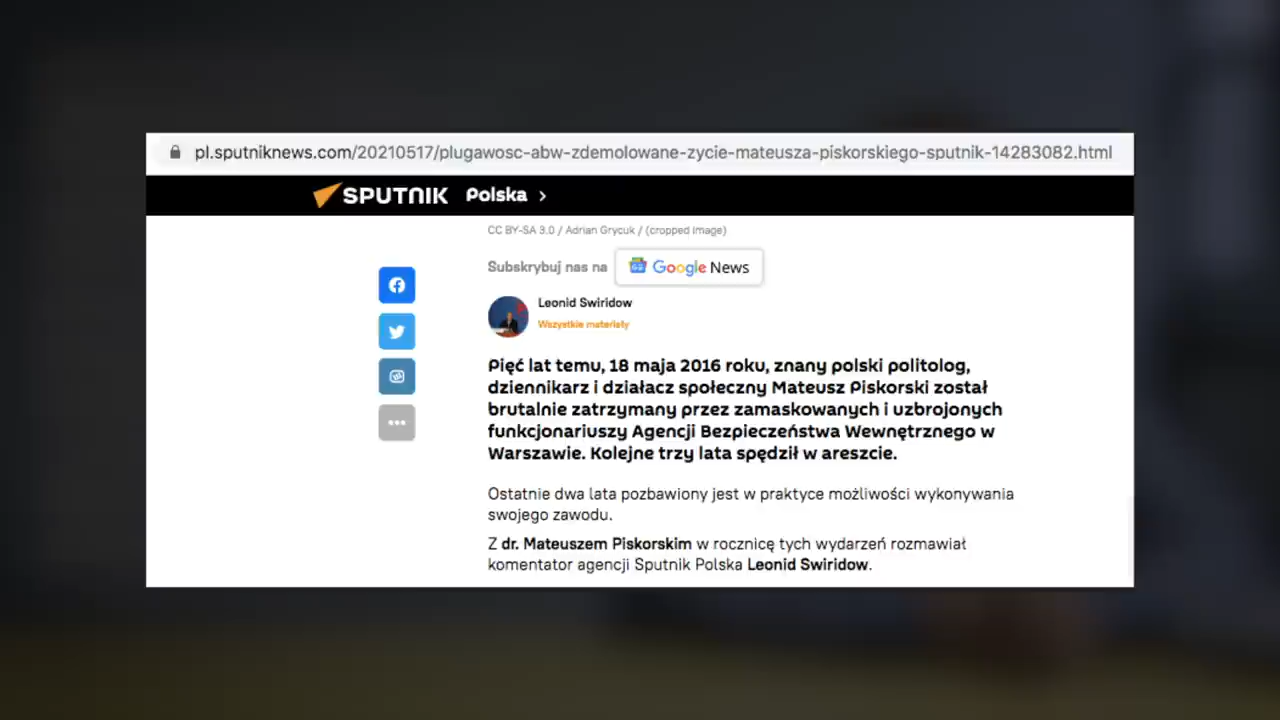 pl.sputniknews.com/20210517/plugawosc-abw-zdemolowane-zycie-mateusza-piskorskiego-sputnik-14283082.html
SPUTNIK Polska >
CC BY-SA 3.0 / Adrian Grycuk / (cropped image)
Subskrybuj nas na Google News
Leonid Swiridow
Wszystkie materiały
Pięć lat temu, 18 maja 2016 roku, znany polski politolog,
dziennikarz i działacz społeczny Mateusz Piskorski został
brutalnie zatrzymany przez zamaskowanych i uzbrojonych
funkcjonariuszy Agencji Bezpieczeństwa Wewnętrznego w
Warszawie. Kolejne trzy lata spędził w areszcie.
Ostatnie dwa lata pozbawiony jest w praktyce możliwości wykonywania
swojego zawodu.
Z dr. Mateuszem Piskorskim w rocznicę tych wydarzeń rozmawiał
komentator agencji Sputnik Polska Leonid Swiridow.